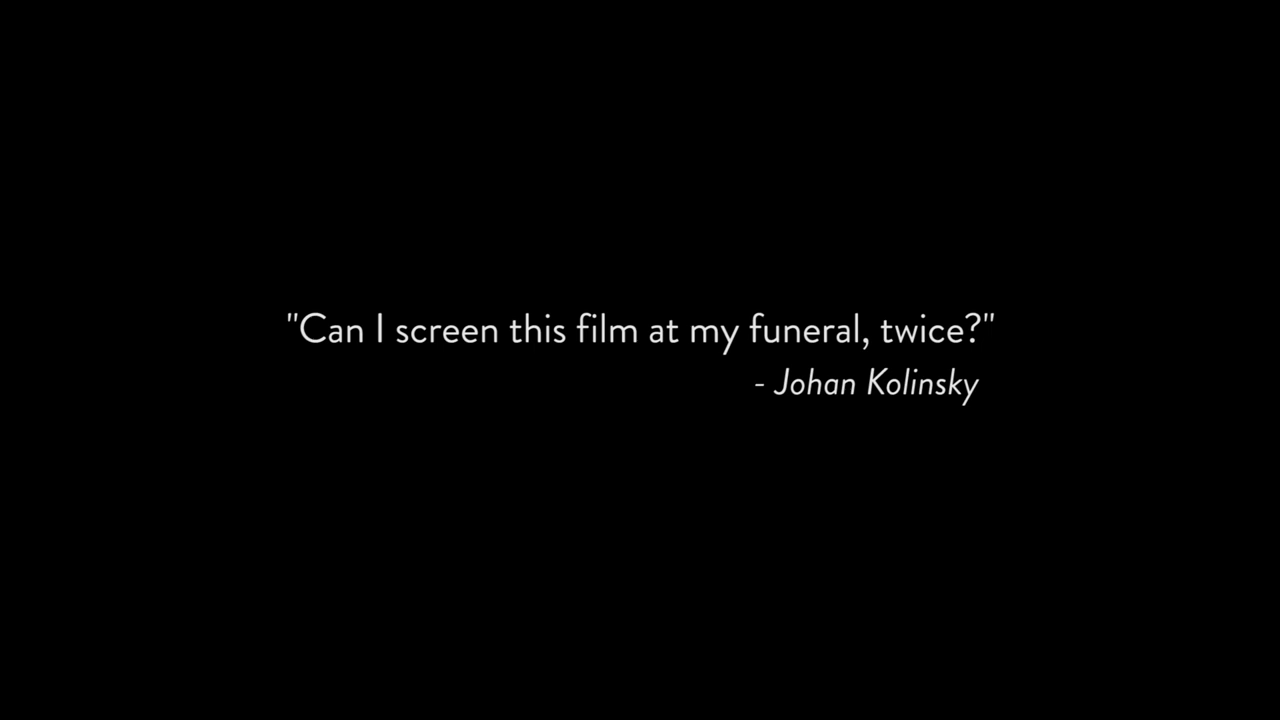 "Can I screen this film at my funeral, twice?"
- Johan Kolinsky